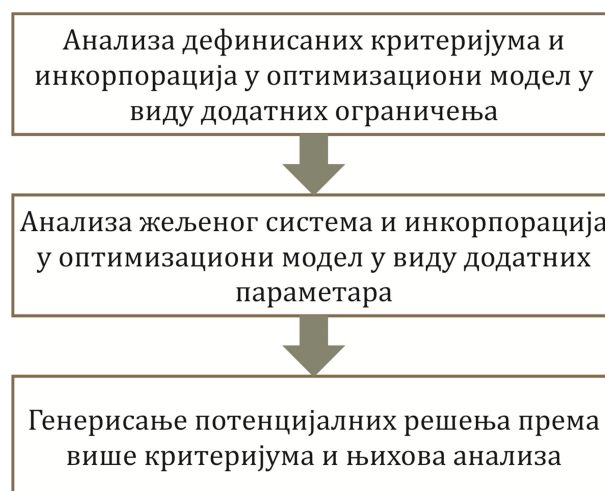 Анализа дефинисаних критеријума и
инкорпорација у оптимизациони модел у
виду додатних ограничења
Анализа жељеног система и инкорпорација
у оптимизациони модел у виду додатних
параметара
Генерисање потенцијалних решења према
више критеријума и њихова анализа